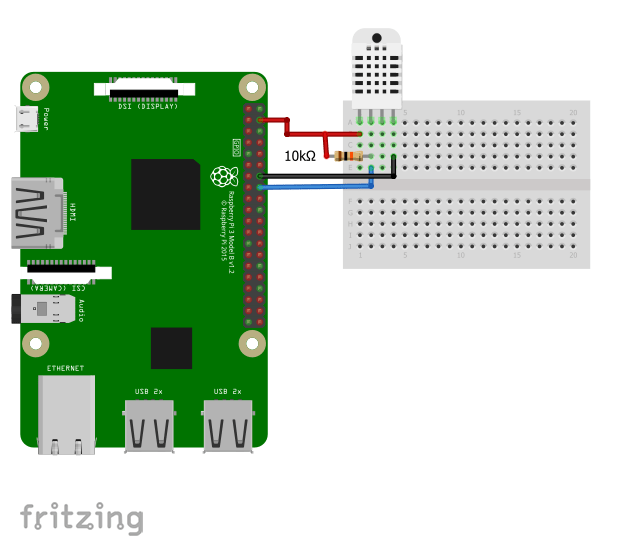 DSI (DISPLAY)
Power
GPIO
HDMI
10kΩ
Raspberry Pi 3 Model B v1.2
© Raspberry Pi 2015
CSI (CAMERA)
Audio
ETHERNET
USB 2x
USB 2x
5
10
15
20
A
B
C
D
E
F
G
H
I
J
1
5
10
15
20
fritzing